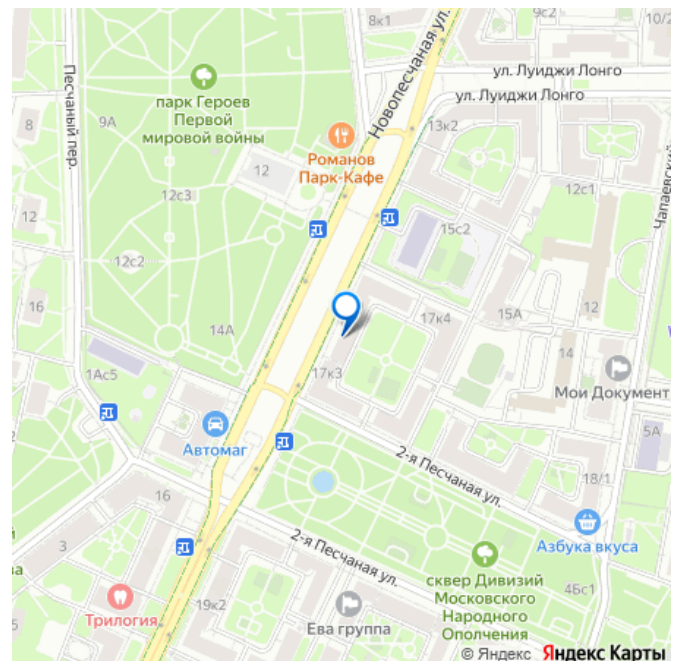 8к1
9с2
10/2
Новопесчаная ул.
ул. Луиджи Лонго
ул. Луиджи Лонго
Песчаный пер.
парк Героев
Первой
мировой войны
9А
8
13к2
Романов
Парк-Кафе
12
12с3
12с1
Чапаевский
12
15с2
12с2
16
14А
17к4
15А
12
14
17к3
1Ас5
Мои Документ
Автомаг
5А
2-я Песчаная ул.
18/1
16
Азбука вкуса
3
2-я Песчаная ул.
сквер Дивизий
Московского
Народного
Ополчения
4Бс1
ва
19к2
Трилогия
Ева группа
© Яндекс Яндекс Карты